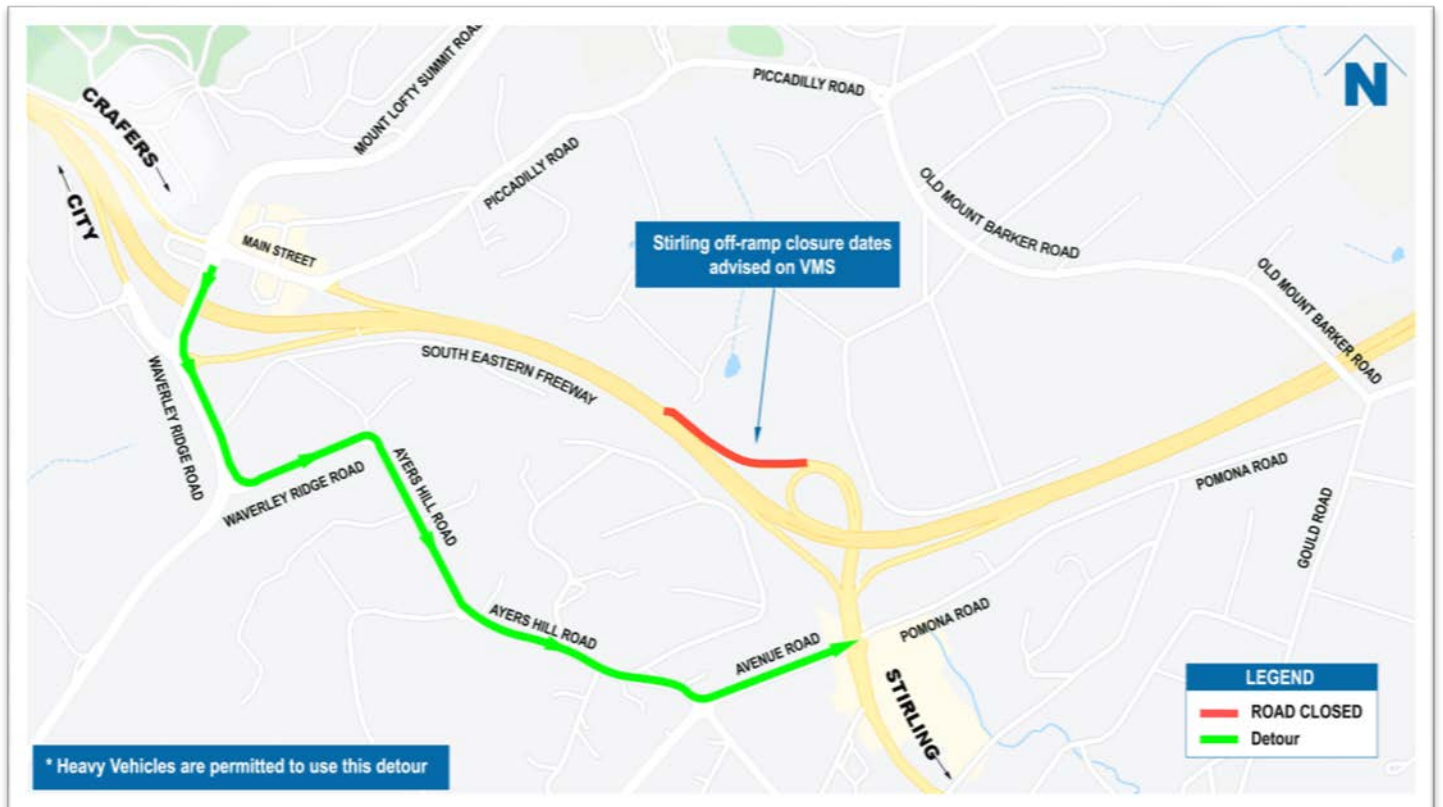 MOUNT LOFTY SUMMIT ROAD
PICCADILLY ROAD
N
CRAFERS
CITY
PICCADILLY ROAD
OLD MOUNT BARKER ROAD
MAIN STREET
Stirling off-ramp closure dates
advised on VMS
OLD MOUNT BARKER ROAD
SOUTH EASTERN FREEWAY
WAVERLEY RIDGE ROAD
WAVERLEY RIDGE ROAD
AYERS HILL ROAD
POMONA ROAD
GOULD ROAD
AYERS HILL ROAD
AVENUE ROAD
POMONA ROAD
STIRLING
LEGEND
ROAD CLOSED
Detour
* Heavy Vehicles are permitted to use this detour